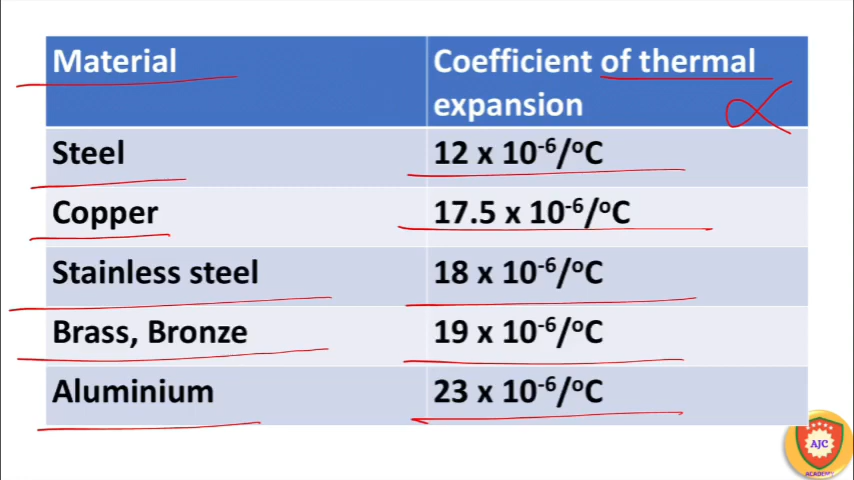 Material
Coefficient of thermal
expansion
α
Steel
12 x 10⁻⁶/ºC
Copper
17.5 x 10⁻⁶/ºC
Stainless steel
18 x 10⁻⁶/ºC
Brass, Bronze
19 x 10⁻⁶/ºC
Aluminium
23 x 10⁻⁶/ºC
AJC
ACADEMY